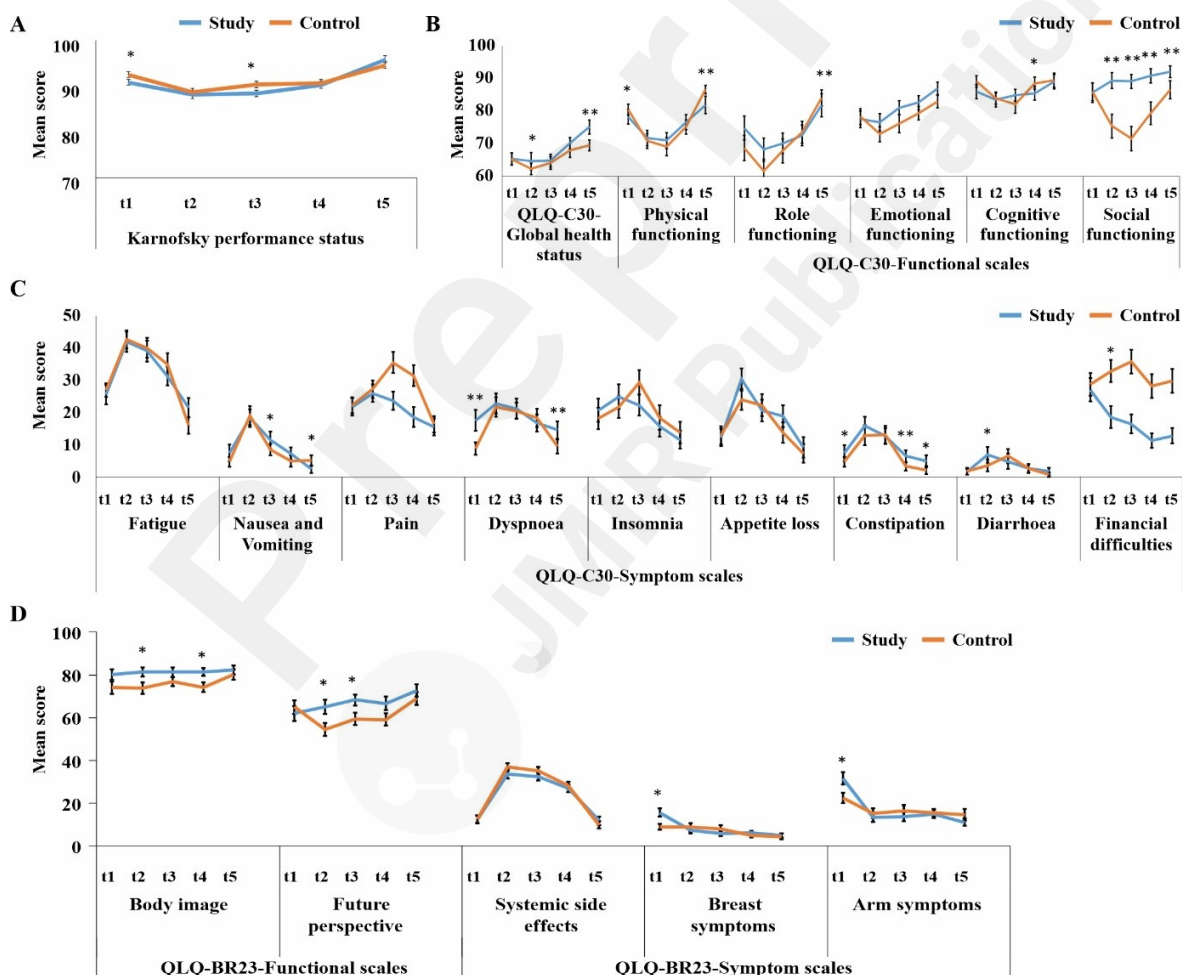 A
Study Control
Mean score
100
90
80
70
* *
t1 t2 t3 t4 t5
Karnofsky performance status
B
Study Control
Mean score
100
90
80
70
60
* ** * ** ** * ** ** ** **
t1 t2 t3 t4 t5 t1 t2 t3 t4 t5 t1 t2 t3 t4 t5 t1 t2 t3 t4 t5 t1 t2 t3 t4 t5 t1 t2 t3 t4 t5
QLQ-C30-
Global health
status
Physical
functioning
Role
functioning
Emotional
functioning
Cognitive
functioning
Social
functioning
QLQ-C30-Functional scales
C
Study Control
Mean score
50
40
30
20
10
0
* * ** ** * ** * * *
t1 t2 t3 t4 t5 t1 t2 t3 t4 t5 t1 t2 t3 t4 t5 t1 t2 t3 t4 t5 t1 t2 t3 t4 t5 t1 t2 t3 t4 t5 t1 t2 t3 t4 t5 t1 t2 t3 t4 t5 t1 t2 t3 t4 t5
Fatigue
Nausea and
Vomiting
Pain
Dyspnoea
Insomnia
Appetite loss
Constipation
Diarrhoea
Financial
difficulties
QLQ-C30-Symptom scales
D
Study Control
Mean score
100
80
60
40
20
0
* * * * * *
t1 t2 t3 t4 t5 t1 t2 t3 t4 t5 t1 t2 t3 t4 t5 t1 t2 t3 t4 t5 t1 t2 t3 t4 t5
Body image
Future
perspective
Systemic side
effects
Breast
symptoms
Arm symptoms
QLQ-BR23-Functional scales
QLQ-BR23-Symptom scales
Prepr
JMIR Publication